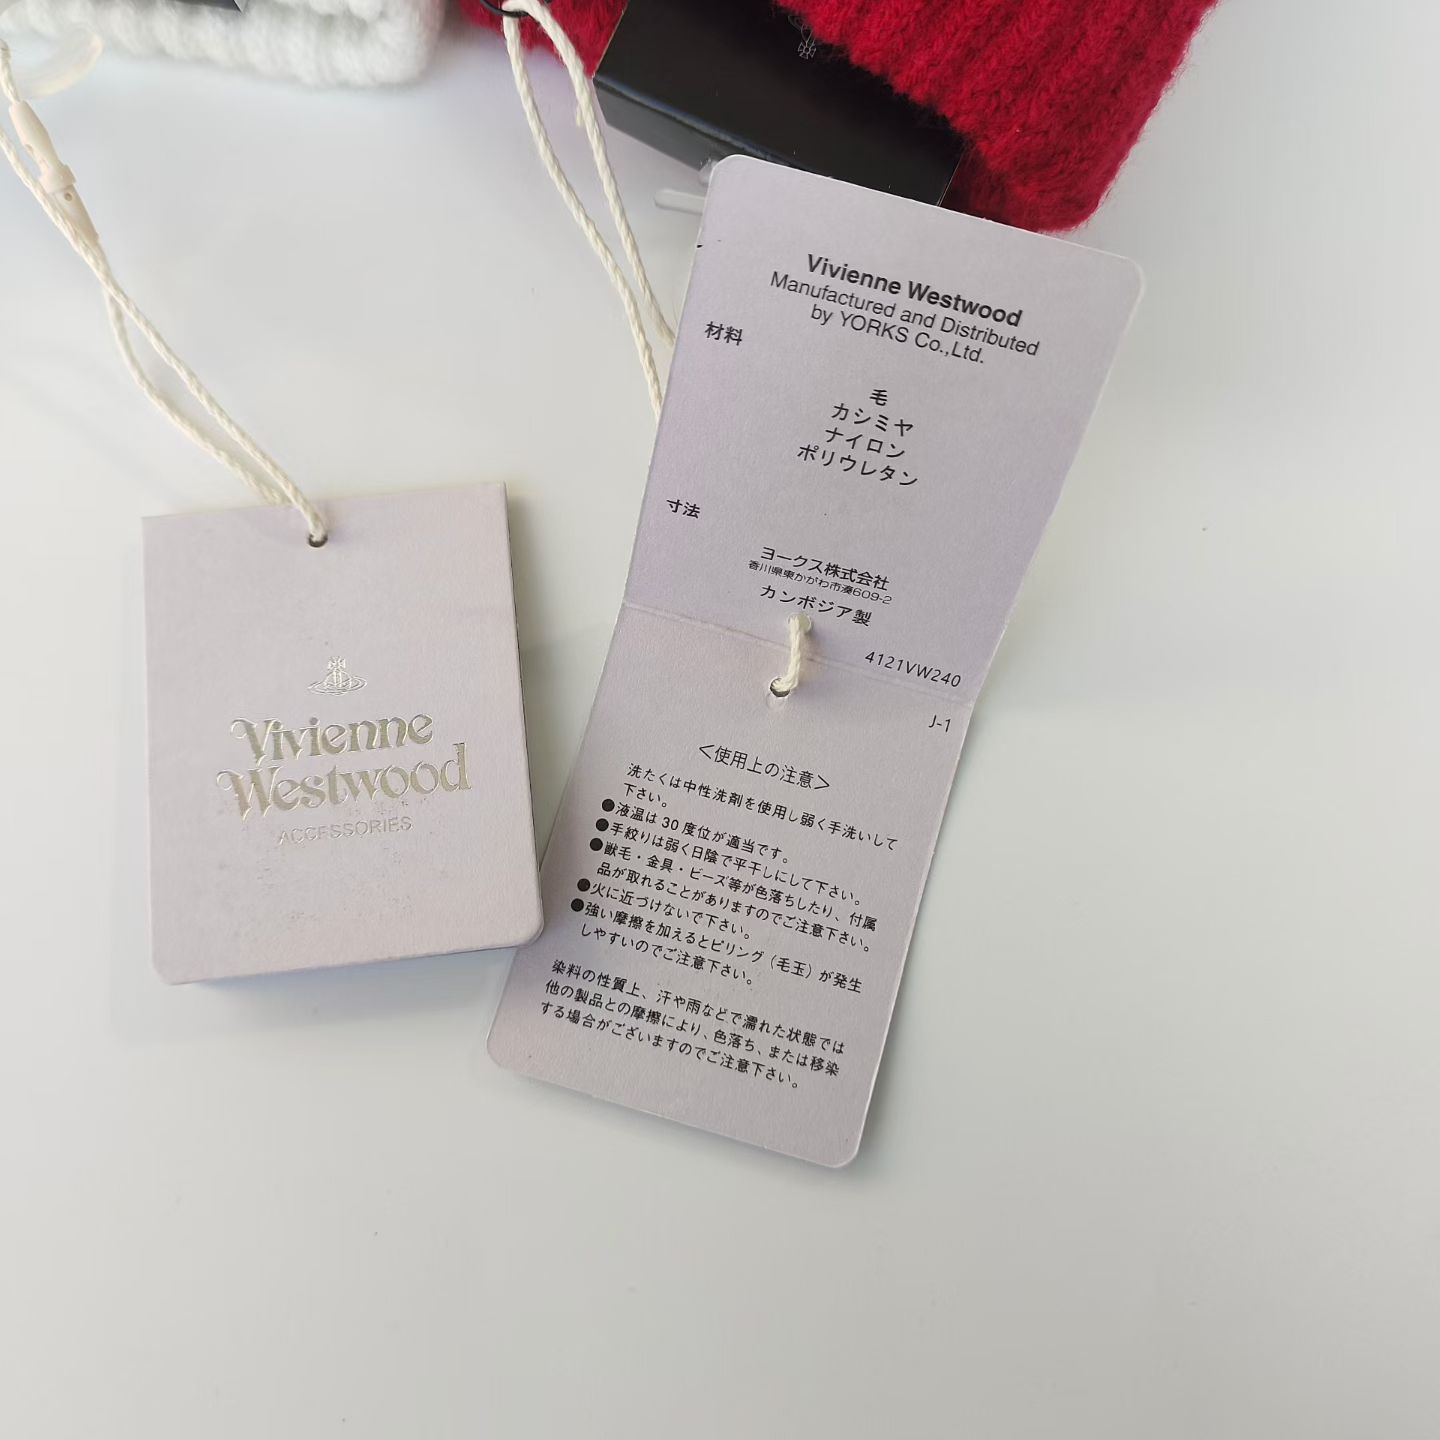 Vivienne
Westwood
ACCESSORIES
Vivienne Westwood
Manufactured and Distributed
by YORKS Co.,Ltd.
材料
毛
カシミヤ
ナイロン
ポリウレタン
寸法
ヨークス株式会社
香川県東かがわ市湊609-2
カンボジア製
4121VW240
J-1
＜使用上の注意＞
洗たくは中性洗剤を使用し弱く手洗いして
下さい。
●液温は30度位が適当です。
●手絞りは弱く日陰で平干しにして下さい。
●獣毛・金具・ビーズ等が色落ちしたり、付属
品が取れることがありますのでご注意下さい。
●火に近づけないで下さい。
●強い摩擦を加えるとピリング（毛玉）が発生
しやすいのでご注意下さい。
染料の性質上、汗や雨などで濡れた状態では
他の製品との摩擦により、色落ち、または移染
する場合がございますのでご注意下さい。